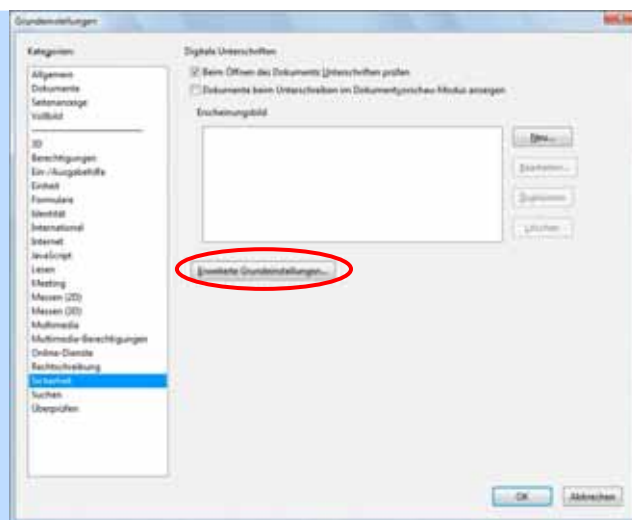 Grundeinstellungen
Kategorien:
Allgemein
Dokumente
Seitenanzeige
Vollbild
3D
Berechtigungen
Ein-/Ausgabehilfe
Einheit
Formulare
Identität
International
Internet
JavaScript
Lesen
Meeting
Messen (2D)
Messen (3D)
Multimedia
Multimedia-Berechtigungen
Online-Dienste
Rechtschreibung
Sicherheit
Suchen
Überprüfen
Digitale Unterschriften
Beim Öffnen des Dokuments Unterschriften prüfen
Dokumente beim Unterschreiben im Dokumentvorschau-Modus anzeigen
Erscheinungsbild
Neu...
Bearbeiten...
Duplizieren
Löschen
Erweiterte Grundeinstellungen...
OK
Abbrechen